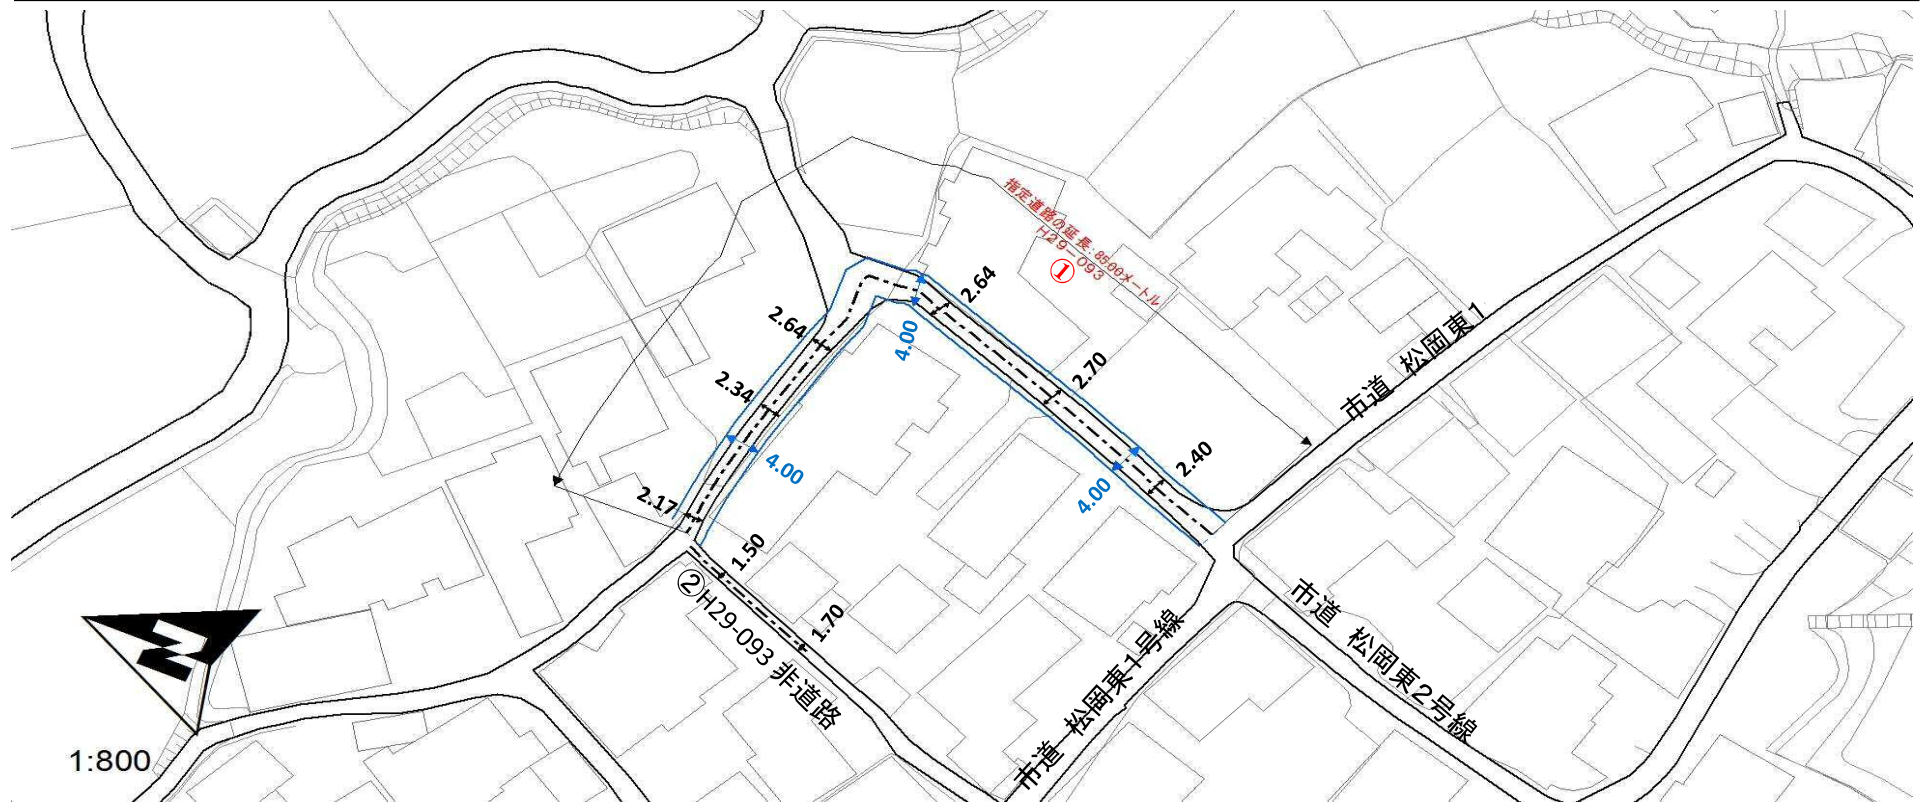 指定道路の延長:8500メートル
H29-093
①
2.64
2.64
4.00
2.34
2.70
市道 松岡東1
4.00
2.40
2.17
4.00
1.50
②H29-093 非道路
1.70
市道 松岡東1号線
市道 松岡東2号線
N
1:800